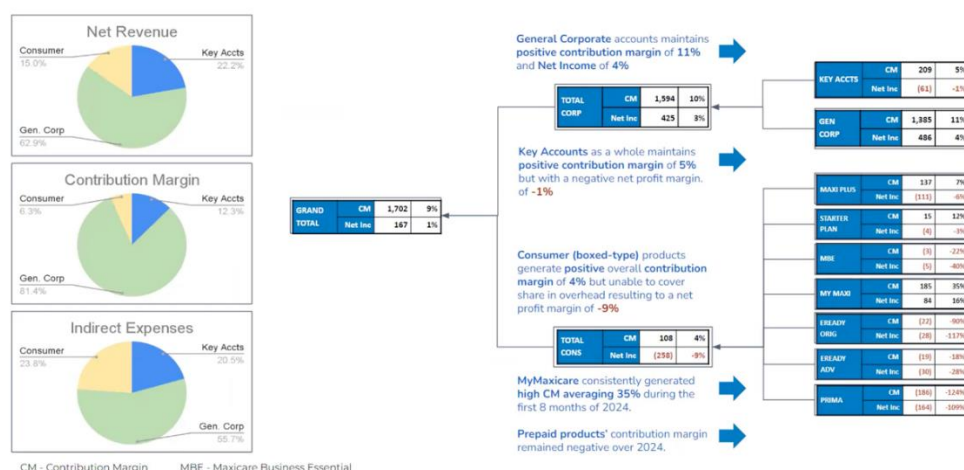 Net Revenue
Consumer
15.0%
Key Accts
22.2%
Gen. Corp
62.9%
Contribution Margin
Consumer
6.3%
Key Accts
12.3%
Gen. Corp
81.4%
Indirect Expenses
Consumer
23.8%
Key Accts
20.5%
Gen. Corp
55.7%
CM - Contribution Margin MBE - Maxicare Business Essential
GRAND TOTAL CM 1,702 9%
Net Inc 167 1%
General Corporate accounts maintains
positive contribution margin of 11%
and Net Income of 4%
TOTAL CORP CM 1,594 10%
Net Inc 425 3%
Key Accounts as a whole maintains
positive contribution margin of 5%
but with a negative net profit margin.
of -1%
Consumer (boxed-type) products
generate positive overall contribution
margin of 4% but unable to cover
share in overhead resulting to a net
profit margin of -9%
TOTAL CONS CM 108 4%
Net Inc (258) -9%
MyMaxicare consistently generated
high CM averaging 35% during the
first 8 months of 2024.
Prepaid products' contribution margin
remained negative over 2024.
KEY ACCTS CM 209 5%
Net Inc (61) -1%
GEN CORP CM 1,385 11%
Net Inc 486 4%
MAXI PLUS CM 137 7%
Net Inc (111) -6%
STARTER PLAN CM 15 12%
Net Inc (4) -3%
MBE CM (3) -22%
Net Inc (5) -40%
MY MAXI CM 185 35%
Net Inc 84 16%
EREADY ORIG CM (22) -90%
Net Inc (28) -117%
EREADY ADV CM (19) -18%
Net Inc (30) -28%
PRIMA CM (186) -124%
Net Inc (164) -109%